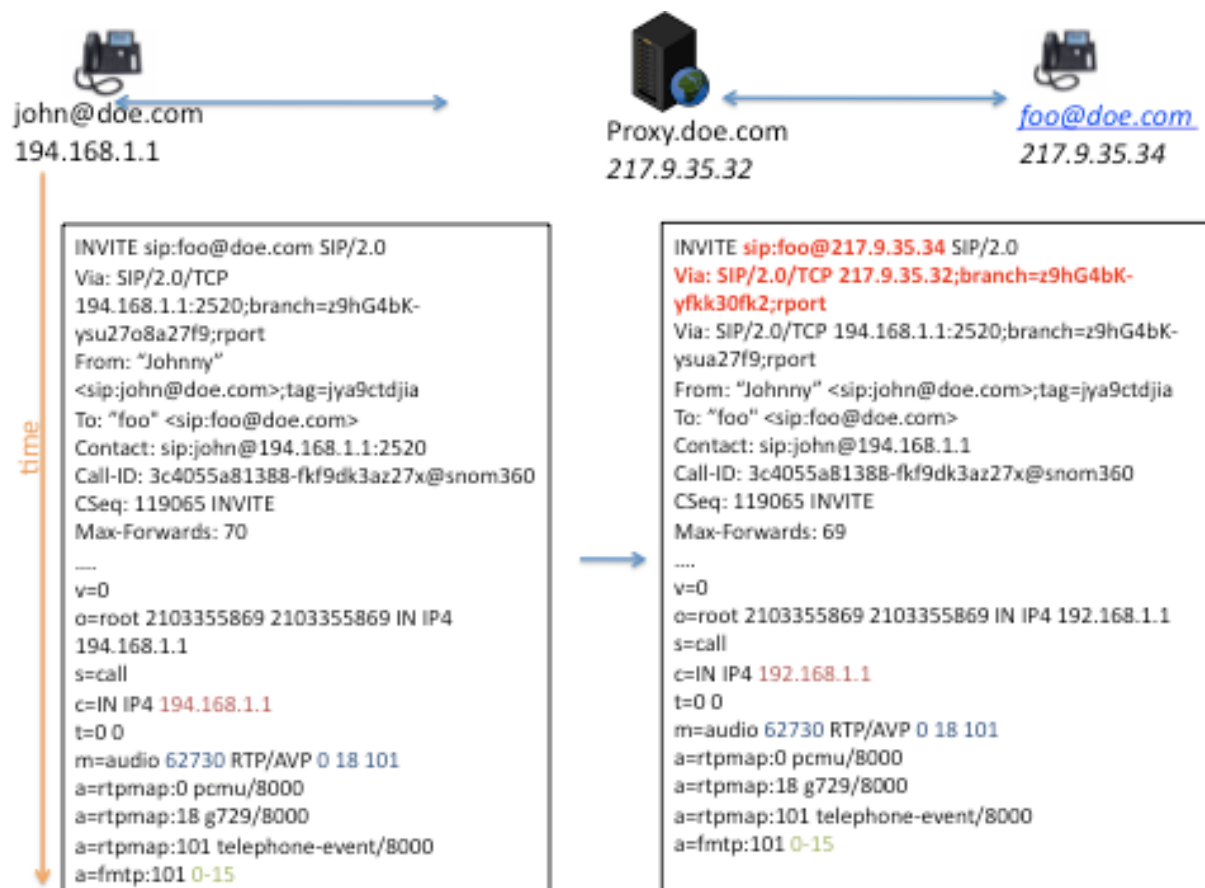 john@doe.com
194.168.1.1
Proxy.doe.com
217.9.35.32
foo@doe.com
217.9.35.34
time
INVITE sip:foo@doe.com SIP/2.0
Via: SIP/2.0/TCP
194.168.1.1:2520;branch=z9hG4bK-
ysu27o8a27f9;rport
From: “Johnny”
<sip:john@doe.com>;tag=jya9ctdjia
To: “foo" <sip:foo@doe.com>
Contact: sip:john@194.168.1.1:2520
Call-ID: 3c4055a81388-fkf9dk3az27x@snom360
CSeq: 119065 INVITE
Max-Forwards: 70
....
v=0
o=root 2103355869 2103355869 IN IP4
194.168.1.1
s=call
c=IN IP4 194.168.1.1
t=0 0
m=audio 62730 RTP/AVP 0 18 101
a=rtpmap:0 pcmu/8000
a=rtpmap:18 g729/8000
a=rtpmap:101 telephone-event/8000
a=fmtp:101 0-15
INVITE sip:foo@217.9.35.34 SIP/2.0
Via: SIP/2.0/TCP 217.9.35.32;branch=z9hG4bK-
yfkk30fk2;rport
Via: SIP/2.0/TCP 194.168.1.1:2520;branch=z9hG4bK-
ysua27f9;rport
From: “Johnny” <sip:john@doe.com>;tag=jya9ctdjia
To: “foo" <sip:foo@doe.com>
Contact: sip:john@194.168.1.1
Call-ID: 3c4055a81388-fkf9dk3az27x@snom360
CSeq: 119065 INVITE
Max-Forwards: 69
....
v=0
o=root 2103355869 2103355869 IN IP4 192.168.1.1
s=call
c=IN IP4 192.168.1.1
t=0 0
m=audio 62730 RTP/AVP 0 18 101
a=rtpmap:0 pcmu/8000
a=rtpmap:18 g729/8000
a=rtpmap:101 telephone-event/8000
a=fmtp:101 0-15